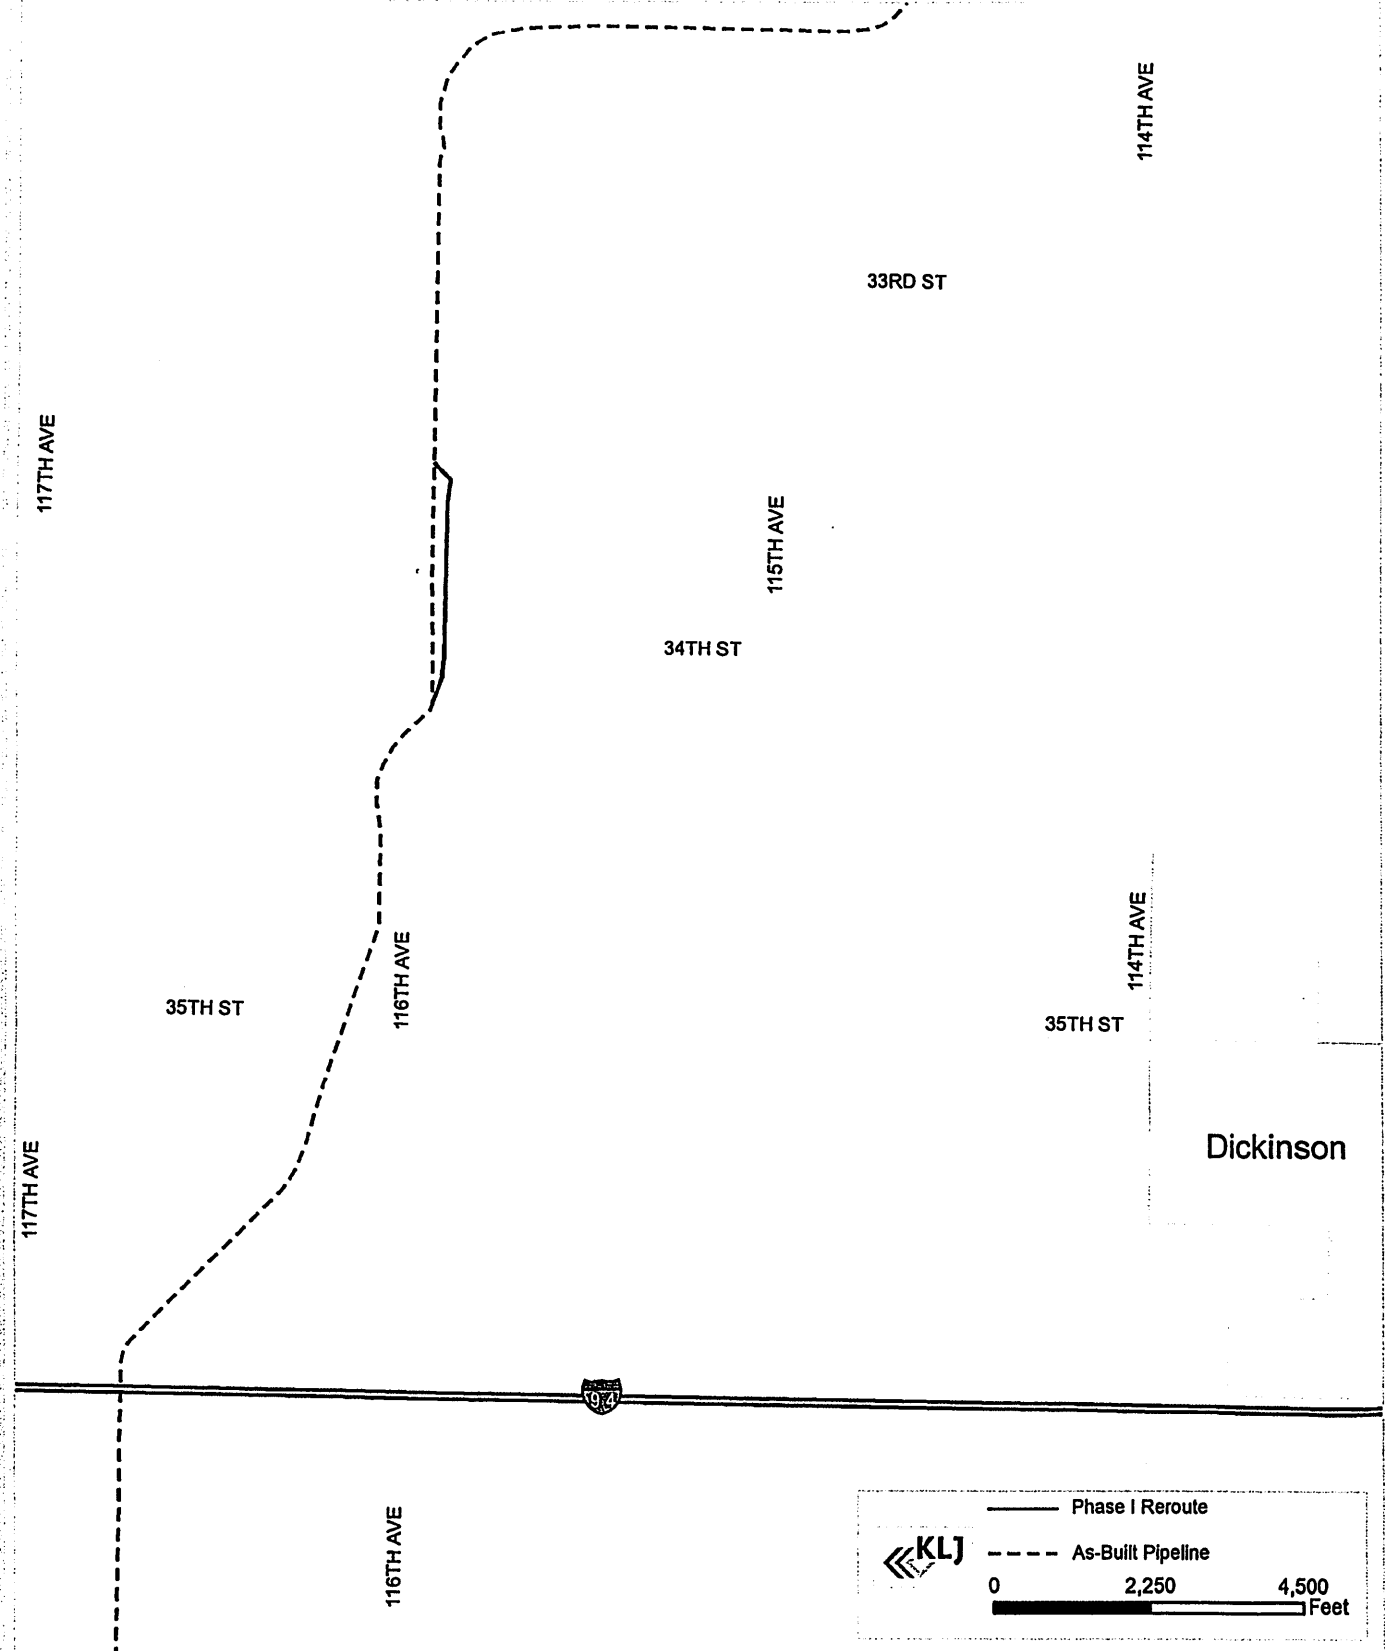 114TH AVE
33RD ST
117TH AVE
115TH AVE
34TH ST
114TH AVE
116TH AVE
35TH ST
35TH ST
Dickinson
117TH AVE
94
116TH AVE
Phase I Reroute
KLJ
As-Built Pipeline
0 2,250 4,500
Feet